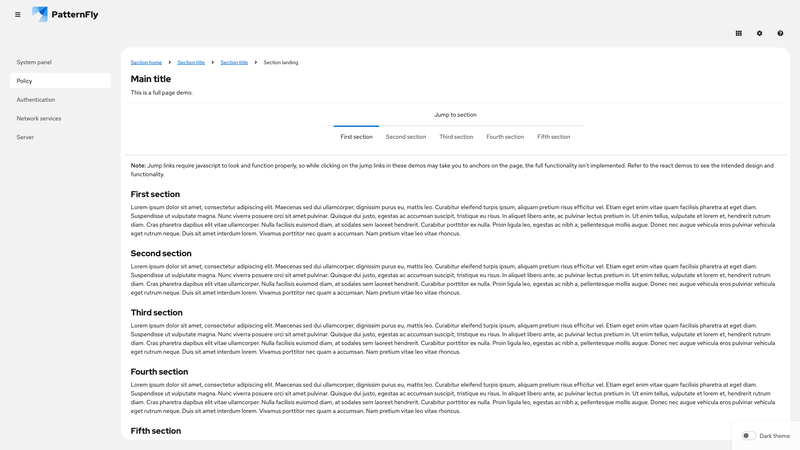 PatternFly
System panel
Policy
Authentication
Network services
Server
Section home > Section title > Section title > Section landing
Main title
This is a full page demo.
Jump to section
First section Second section Third section Fourth section Fifth section
Note: Jump links require javascript to look and function properly, so while clicking on the jump links in these demos may take you to anchors on the page, the full functionality isn't implemented. Refer to the react demos to see the intended design and
functionality.
First section
Lorem ipsum dolor sit amet, consectetur adipiscing elit. Maecenas sed dui ullamcorper, dignissim purus eu, mattis leo. Curabitur eleifend turpis ipsum, aliquam pretium risus efficitur vel. Etiam eget enim vitae quam facilisis pharetra at eget diam.
Suspendisse ut vulputate magna. Nunc viverra posuere orci sit amet pulvinar. Quisque dui justo, egestas ac accumsan suscipit, tristique eu risus. In aliquet libero ante, ac pulvinar lectus pretium in. Ut enim tellus, vulputate et lorem et, hendrerit rutrum
diam. Cras pharetra dapibus elit vitae ullamcorper. Nulla facilisis euismod diam, at sodales sem laoreet hendrerit. Curabitur porttitor ex nulla. Proin ligula leo, egestas ac nibh a, pellentesque mollis augue. Donec nec augue vehicula eros pulvinar vehicula
eget rutrum neque. Duis sit amet interdum lorem. Vivamus porttitor nec quam a accumsan. Nam pretium vitae leo vitae rhoncus.
Second section
Lorem ipsum dolor sit amet, consectetur adipiscing elit. Maecenas sed dui ullamcorper, dignissim purus eu, mattis leo. Curabitur eleifend turpis ipsum, aliquam pretium risus efficitur vel. Etiam eget enim vitae quam facilisis pharetra at eget diam.
Suspendisse ut vulputate magna. Nunc viverra posuere orci sit amet pulvinar. Quisque dui justo, egestas ac accumsan suscipit, tristique eu risus. In aliquet libero ante, ac pulvinar lectus pretium in. Ut enim tellus, vulputate et lorem et, hendrerit rutrum
diam. Cras pharetra dapibus elit vitae ullamcorper. Nulla facilisis euismod diam, at sodales sem laoreet hendrerit. Curabitur porttitor ex nulla. Proin ligula leo, egestas ac nibh a, pellentesque mollis augue. Donec nec augue vehicula eros pulvinar vehicula
eget rutrum neque. Duis sit amet interdum lorem. Vivamus porttitor nec quam a accumsan. Nam pretium vitae leo vitae rhoncus.
Third section
Lorem ipsum dolor sit amet, consectetur adipiscing elit. Maecenas sed dui ullamcorper, dignissim purus eu, mattis leo. Curabitur eleifend turpis ipsum, aliquam pretium risus efficitur vel. Etiam eget enim vitae quam facilisis pharetra at eget diam.
Suspendisse ut vulputate magna. Nunc viverra posuere orci sit amet pulvinar. Quisque dui justo, egestas ac accumsan suscipit, tristique eu risus. In aliquet libero ante, ac pulvinar lectus pretium in. Ut enim tellus, vulputate et lorem et, hendrerit rutrum
diam. Cras pharetra dapibus elit vitae ullamcorper. Nulla facilisis euismod diam, at sodales sem laoreet hendrerit. Curabitur porttitor ex nulla. Proin ligula leo, egestas ac nibh a, pellentesque mollis augue. Donec nec augue vehicula eros pulvinar vehicula
eget rutrum neque. Duis sit amet interdum lorem. Vivamus porttitor nec quam a accumsan. Nam pretium vitae leo vitae rhoncus.
Fourth section
Lorem ipsum dolor sit amet, consectetur adipiscing elit. Maecenas sed dui ullamcorper, dignissim purus eu, mattis leo. Curabitur eleifend turpis ipsum, aliquam pretium risus efficitur vel. Etiam eget enim vitae quam facilisis pharetra at eget diam.
Suspendisse ut vulputate magna. Nunc viverra posuere orci sit amet pulvinar. Quisque dui justo, egestas ac accumsan suscipit, tristique eu risus. In aliquet libero ante, ac pulvinar lectus pretium in. Ut enim tellus, vulputate et lorem et, hendrerit rutrum
diam. Cras pharetra dapibus elit vitae ullamcorper. Nulla facilisis euismod diam, at sodales sem laoreet hendrerit. Curabitur porttitor ex nulla. Proin ligula leo, egestas ac nibh a, pellentesque mollis augue. Donec nec augue vehicula eros pulvinar vehicula
eget rutrum neque. Duis sit amet interdum lorem. Vivamus porttitor nec quam a accumsan. Nam pretium vitae leo vitae rhoncus.
Fifth section
Dark theme